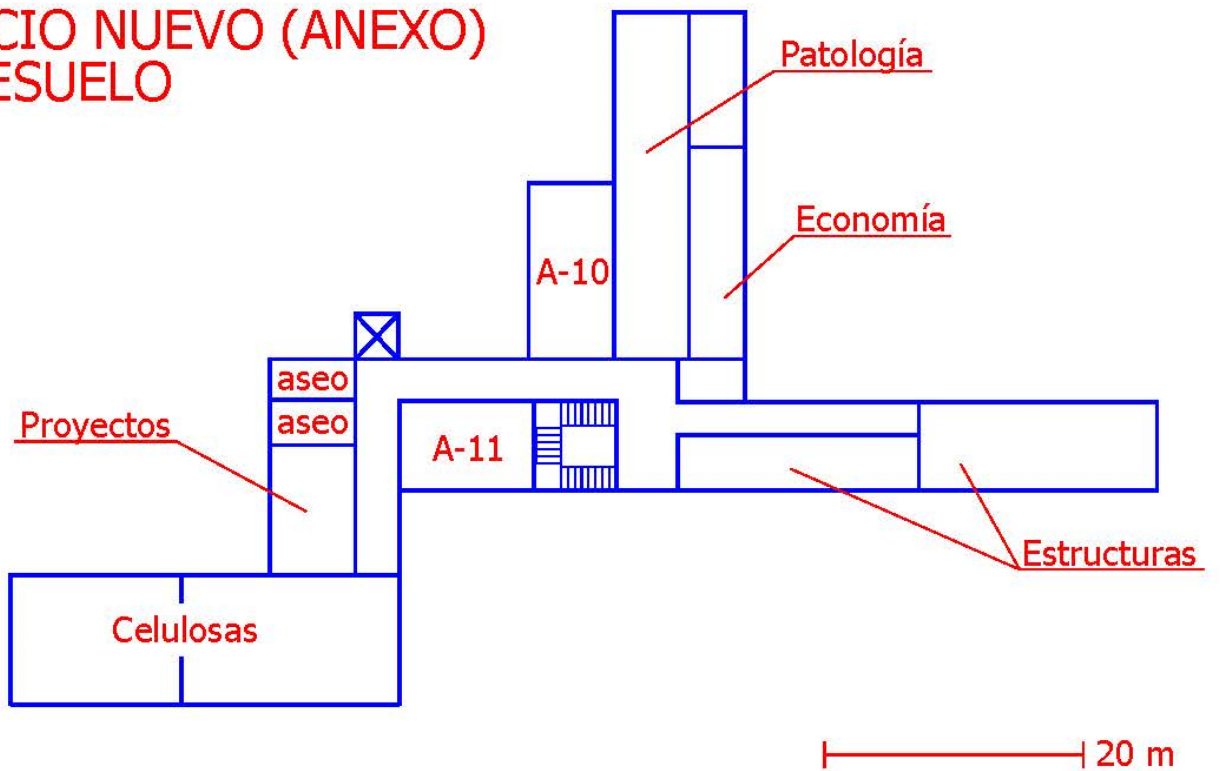 CIO NUEVO (ANEXO)
ESUELO
Patología
Economía
A-10
aseo
aseo
Proyectos
A-11
Estructuras
Celulosas
20 m